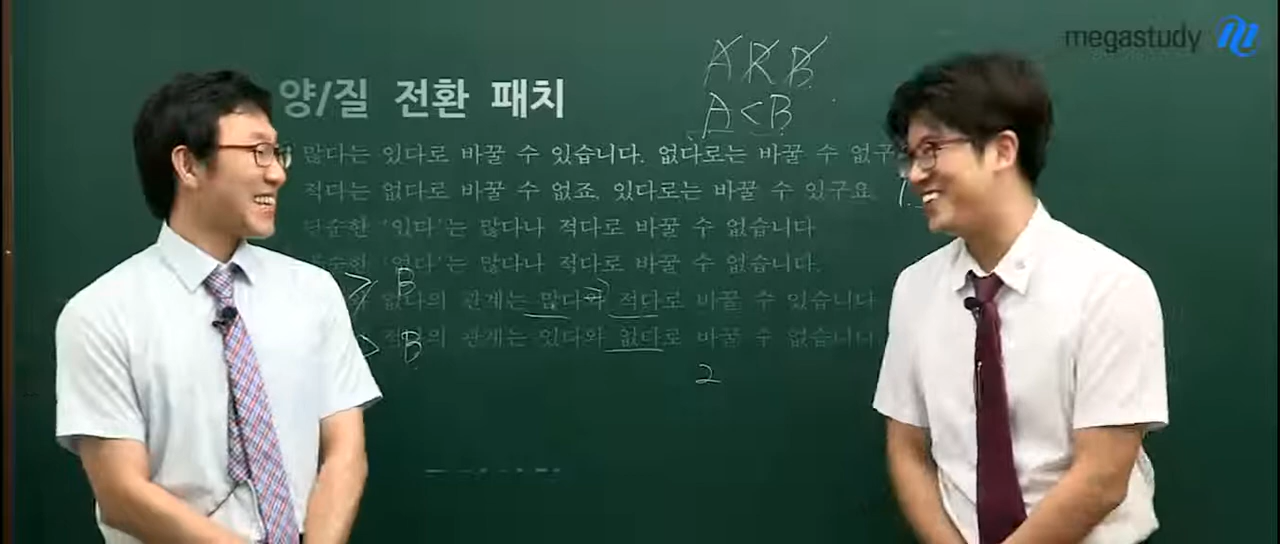 megastudy
양/질 전환 패치
A R B
A < B
많다는 있다로 바꿀 수 있습니다. 없다로는 바꿀 수 없구
적다는 없다로 바꿀 수 없죠. 있다로는 바꿀 수 있구요.
단순한 '있다'는 많다나 적다로 바꿀 수 없습니다
'없다'는 많다나 적다로 바꿀 수 없습니다.
> B
없다의 관계는 많다와 적다로 바꿀 수 있습니다
> B
관계는 있다와 없다로 바꿀 수 없습니다
2